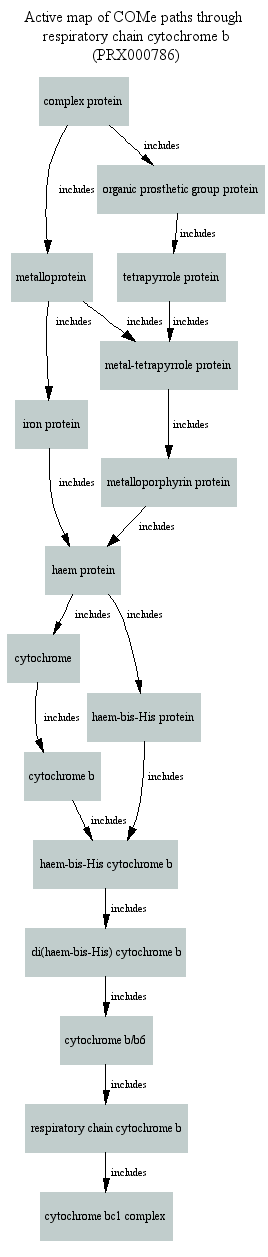 Active map of COMe paths through
respiratory chain cytochrome b
(PRX000786)
complex protein
includes
includes
organic prosthetic group protein
includes
metalloprotein
tetrapyrrole protein
includes
includes
includes
metal-tetrapyrrole protein
iron protein
includes
includes
metalloporphyrin protein
includes
haem protein
includes
includes
cytochrome
haem-bis-His protein
includes
cytochrome b
includes
includes
haem-bis-His cytochrome b
includes
di(haem-bis-His) cytochrome b
includes
cytochrome b/b6
includes
respiratory chain cytochrome b
includes
cytochrome bc1 complex